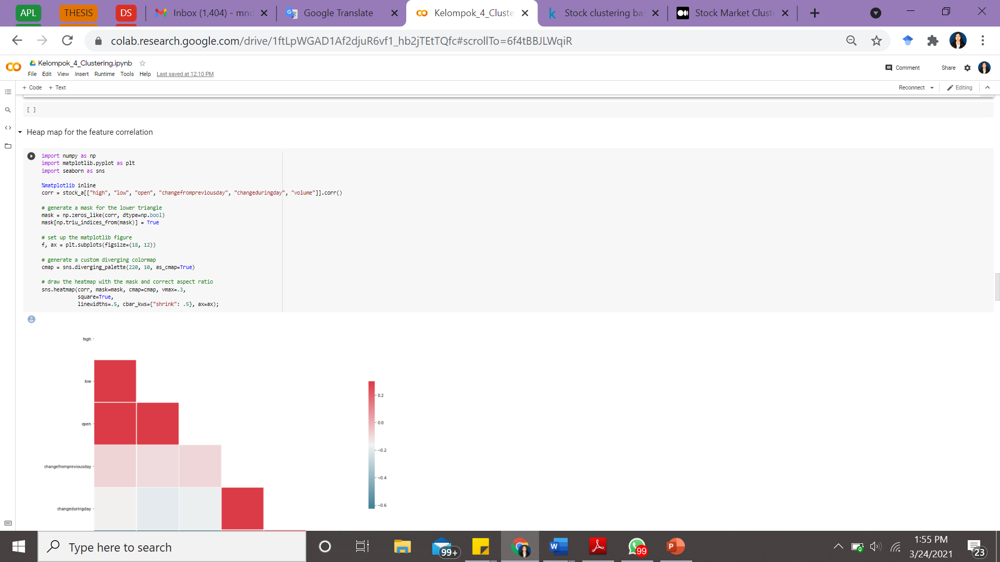 APL
THESIS
DS
Inbox (1,404) - mn
Google Translate
Kelompok_4_Cluste
Stock clustering ba
Stock Market Clust
colab.research.google.com/drive/1ftLpWGAD1Af2djuR6vf1_hb2jTEtTQfc#scrollTo=6f4tBBJLWqiR
Kelompok_4_Clustering.ipynb
Comment
Share
File Edit View Insert Runtime Tools Help Last saved at 12:10 PM
+ Code + Text
Reconnect
Editing
[ ]
Heap map for the feature correlation
import numpy as np
import matplotlib.pyplot as plt
import seaborn as sns
%matplotlib inline
corr = stock_a[["high", "low", "open", "changefrompreviousday", "changeduringday", "volume"]].corr()
# generate a mask for the lower triangle
mask = np.zeros_like(corr, dtype=np.bool)
mask[np.triu_indices_from(mask)] = True
# set up the matplotlib figure
f, ax = plt.subplots(figsize=(18, 12))
# generate a custom diverging colormap
cmap = sns.diverging_palette(220, 10, as_cmap=True)
# draw the heatmap with the mask and correct aspect ratio
sns.heatmap(corr, mask=mask, cmap=cmap, vmax=.3,
square=True,
linewidths=.5, cbar_kws={"shrink": .5}, ax=ax);
high
low
open
changefrompreviousday
changeduringday
0.2
0.0
−0.2
−0.4
−0.6
Type here to search
99+
99
1:55 PM
3/24/2021
23